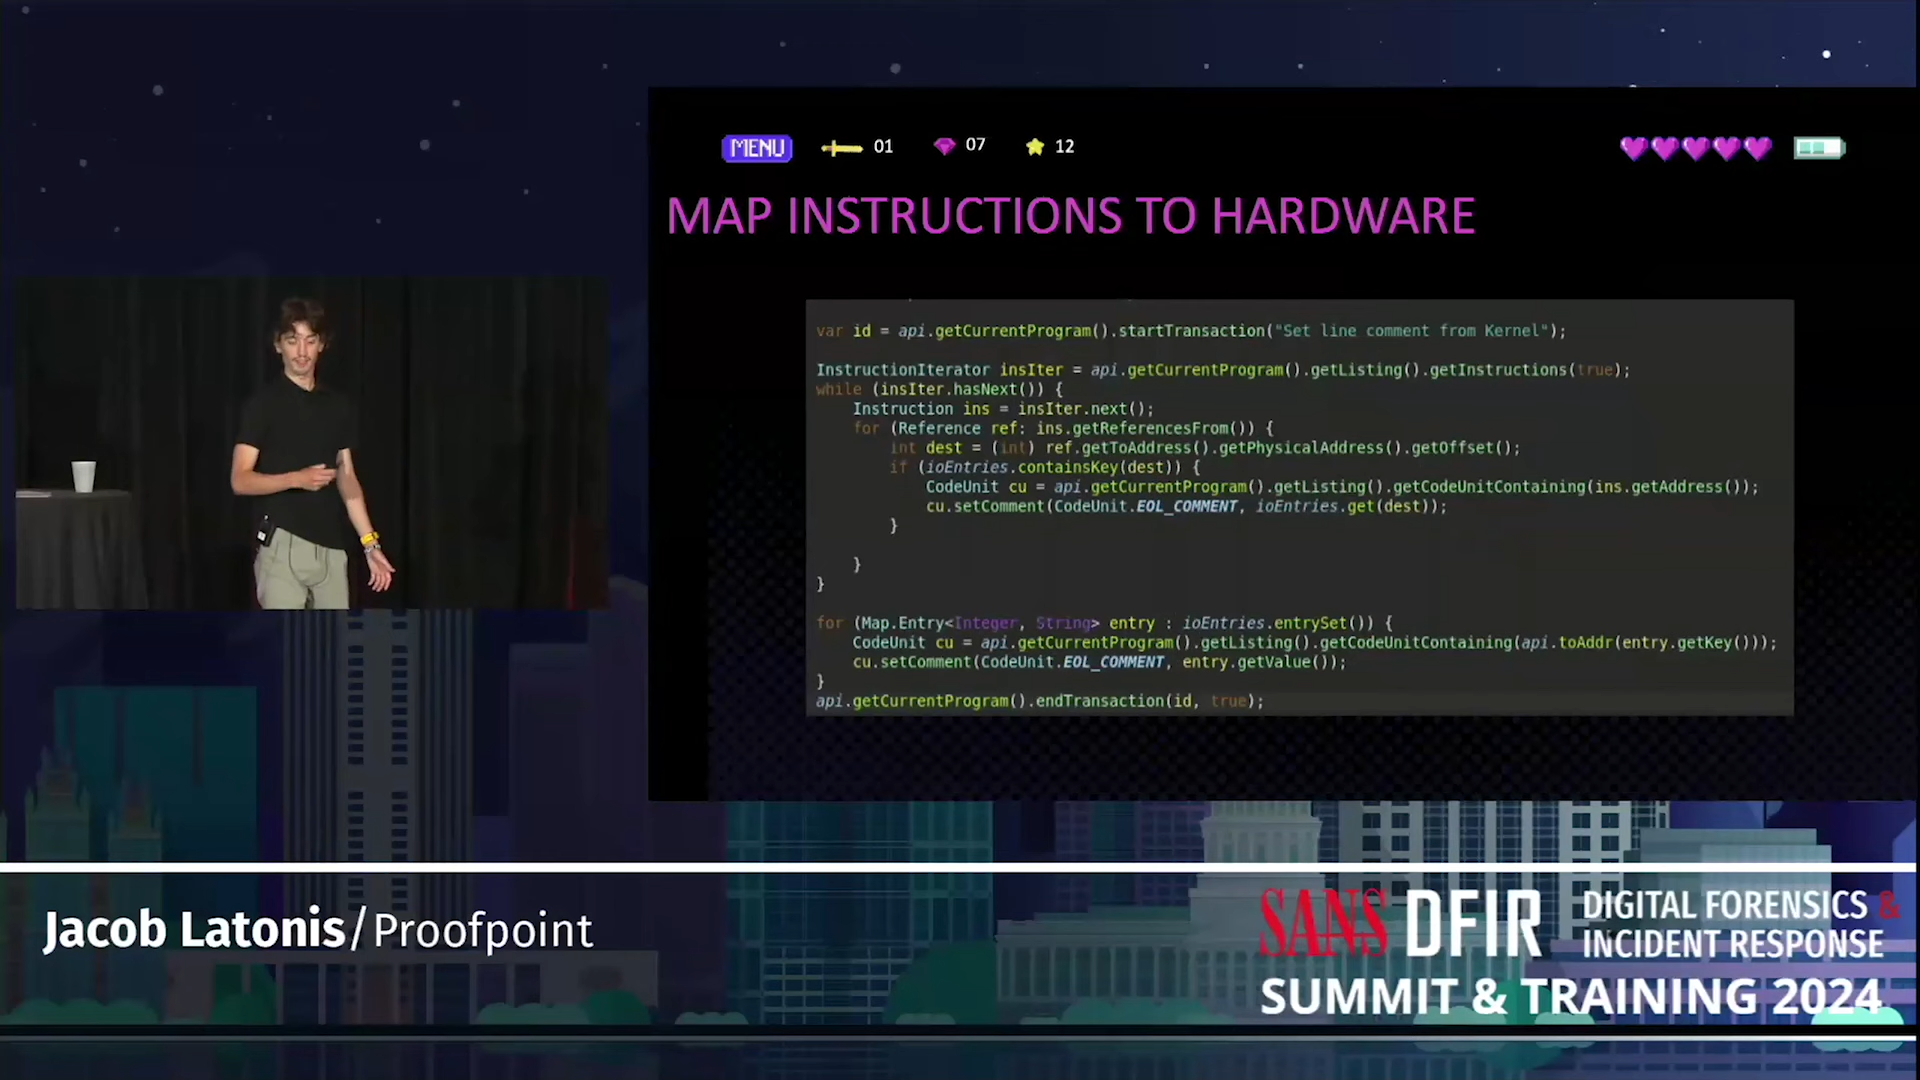 MENU 01 07 12
MAP INSTRUCTIONS TO HARDWARE
var id = api.getCurrentProgram().startTransaction("Set line comment from Kernel");
InstructionIterator insIter = api.getCurrentProgram().getListing().getInstructions(true);
while (insIter.hasNext()) {
Instruction ins = insIter.next();
for (Reference ref: ins.getReferencesFrom()) {
int dest = (int) ref.getToAddress().getPhysicalAddress().getOffset();
if (ioEntries.containsKey(dest)) {
CodeUnit cu = api.getCurrentProgram().getListing().getCodeUnitContaining(ins.getAddress());
cu.setComment(CodeUnit.EOL_COMMENT, ioEntries.get(dest));
}
}
}
for (Map.Entry<Integer, String> entry : ioEntries.entrySet()) {
CodeUnit cu = api.getCurrentProgram().getListing().getCodeUnitContaining(api.toAddr(entry.getKey()));
cu.setComment(CodeUnit.EOL_COMMENT, entry.getValue());
}
api.getCurrentProgram().endTransaction(id, true);
Jacob Latonis/Proofpoint
SANS DFIR DIGITAL FORENSICS &
INCIDENT RESPONSE
SUMMIT & TRAINING 2024